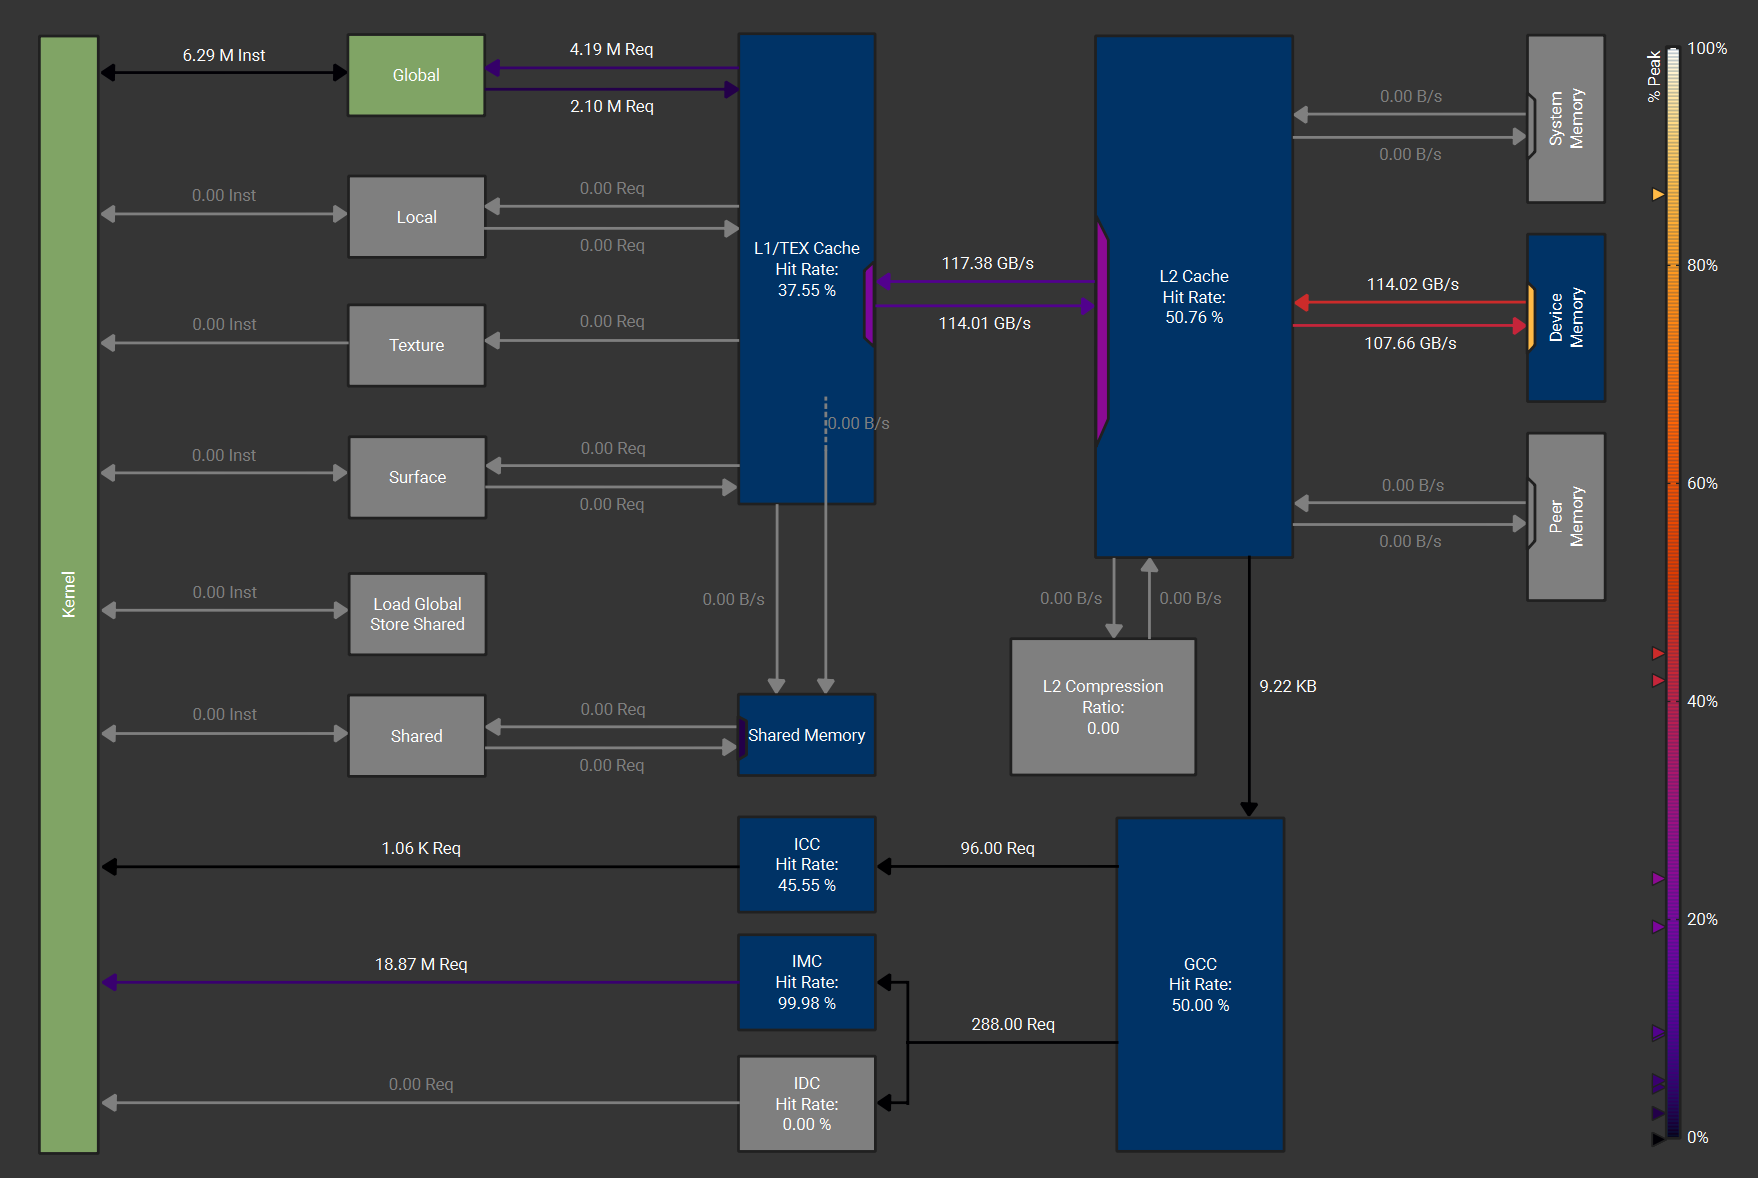 6.29 M Inst
Global
4.19 M Req
2.10 M Req
0.00 B/s
0.00 B/s
System
Memory
% Peak
100%
0.00 Inst
Local
0.00 Req
0.00 Req
L1/TEX Cache
Hit Rate:
37.55 %
117.38 GB/s
114.01 GB/s
L2 Cache
Hit Rate:
50.76 %
114.02 GB/s
107.66 GB/s
Device
Memory
80%
0.00 Inst
Texture
0.00 Req
0.00 B/s
0.00 Inst
Surface
0.00 Req
0.00 Req
0.00 B/s
0.00 B/s
Peer
Memory
60%
Kernel
0.00 Inst
Load Global
Store Shared
0.00 B/s
0.00 B/s
0.00 B/s
0.00 Inst
Shared
0.00 Req
0.00 Req
Shared Memory
L2 Compression
Ratio:
0.00
9.22 KB
40%
1.06 K Req
ICC
Hit Rate:
45.55 %
96.00 Req
20%
18.87 M Req
IMC
Hit Rate:
99.98 %
288.00 Req
GCC
Hit Rate:
50.00 %
0.00 Req
IDC
Hit Rate:
0.00 %
0%